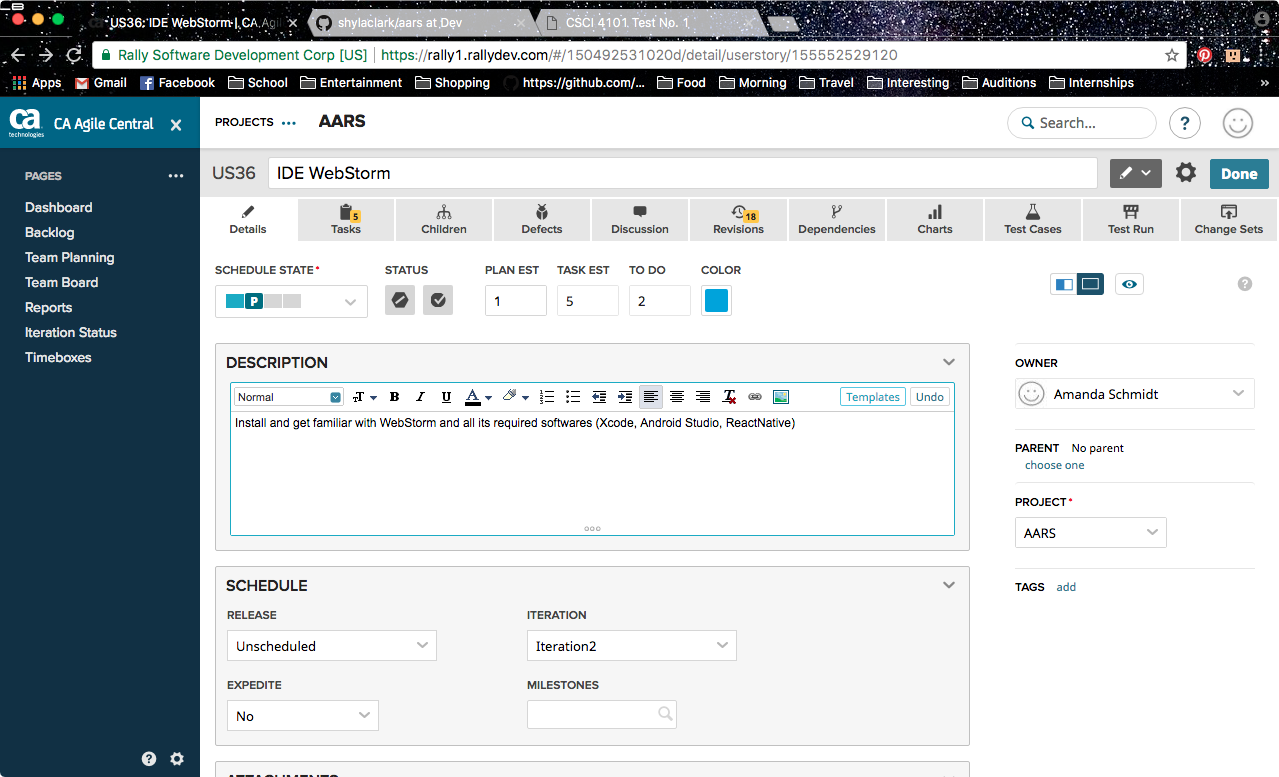 US36: IDE WebStorm | CA Agil
shylaclark/aars at Dev
CSCI 4101 Test No. 1
Rally Software Development Corp [US]
https://rally1.rallydev.com/#/150492531020d/detail/userstory/155552529120
Apps
Gmail
Facebook
School
Entertainment
Shopping
https://github.com/...
Food
Morning
Travel
Interesting
Auditions
Internships
»
ca
technologies
CA Agile Central
PROJECTS
AARS
Search...
?
PAGES
Dashboard
Backlog
Team Planning
Team Board
Reports
Iteration Status
Timeboxes
?
US36
IDE WebStorm
Done
Details
Tasks
5
Children
Defects
Discussion
Revisions
18
Dependencies
Charts
Test Cases
Test Run
Change Sets
SCHEDULE STATE*
P
STATUS
PLAN EST
1
TASK EST
5
TO DO
2
COLOR
?
DESCRIPTION
Normal
T
B
I
U
A
T
Templates
Undo
Install and get familiar with WebStorm and all its required softwares (Xcode, Android Studio, ReactNative)
SCHEDULE
RELEASE
Unscheduled
ITERATION
Iteration2
EXPEDITE
No
MILESTONES
ATTACHMENTS
OWNER
Amanda Schmidt
PARENT No parent
choose one
PROJECT*
AARS
TAGS add